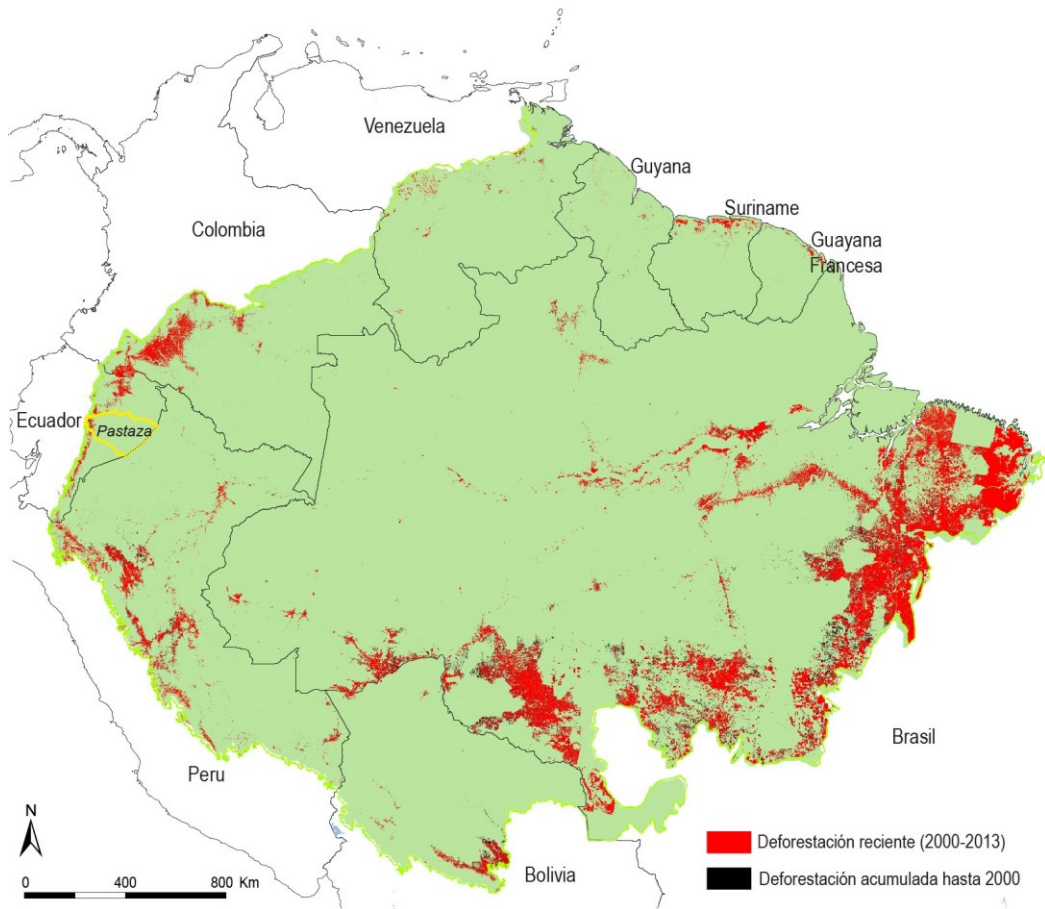 Venezuela
Guyana
Suriname
Colombia
Guayana
Francesa
Ecuador
Pastaza
Brasil
Peru
Bolivia
N
0 400 800 Km
Deforestación reciente (2000-2013)
Deforestación acumulada hasta 2000